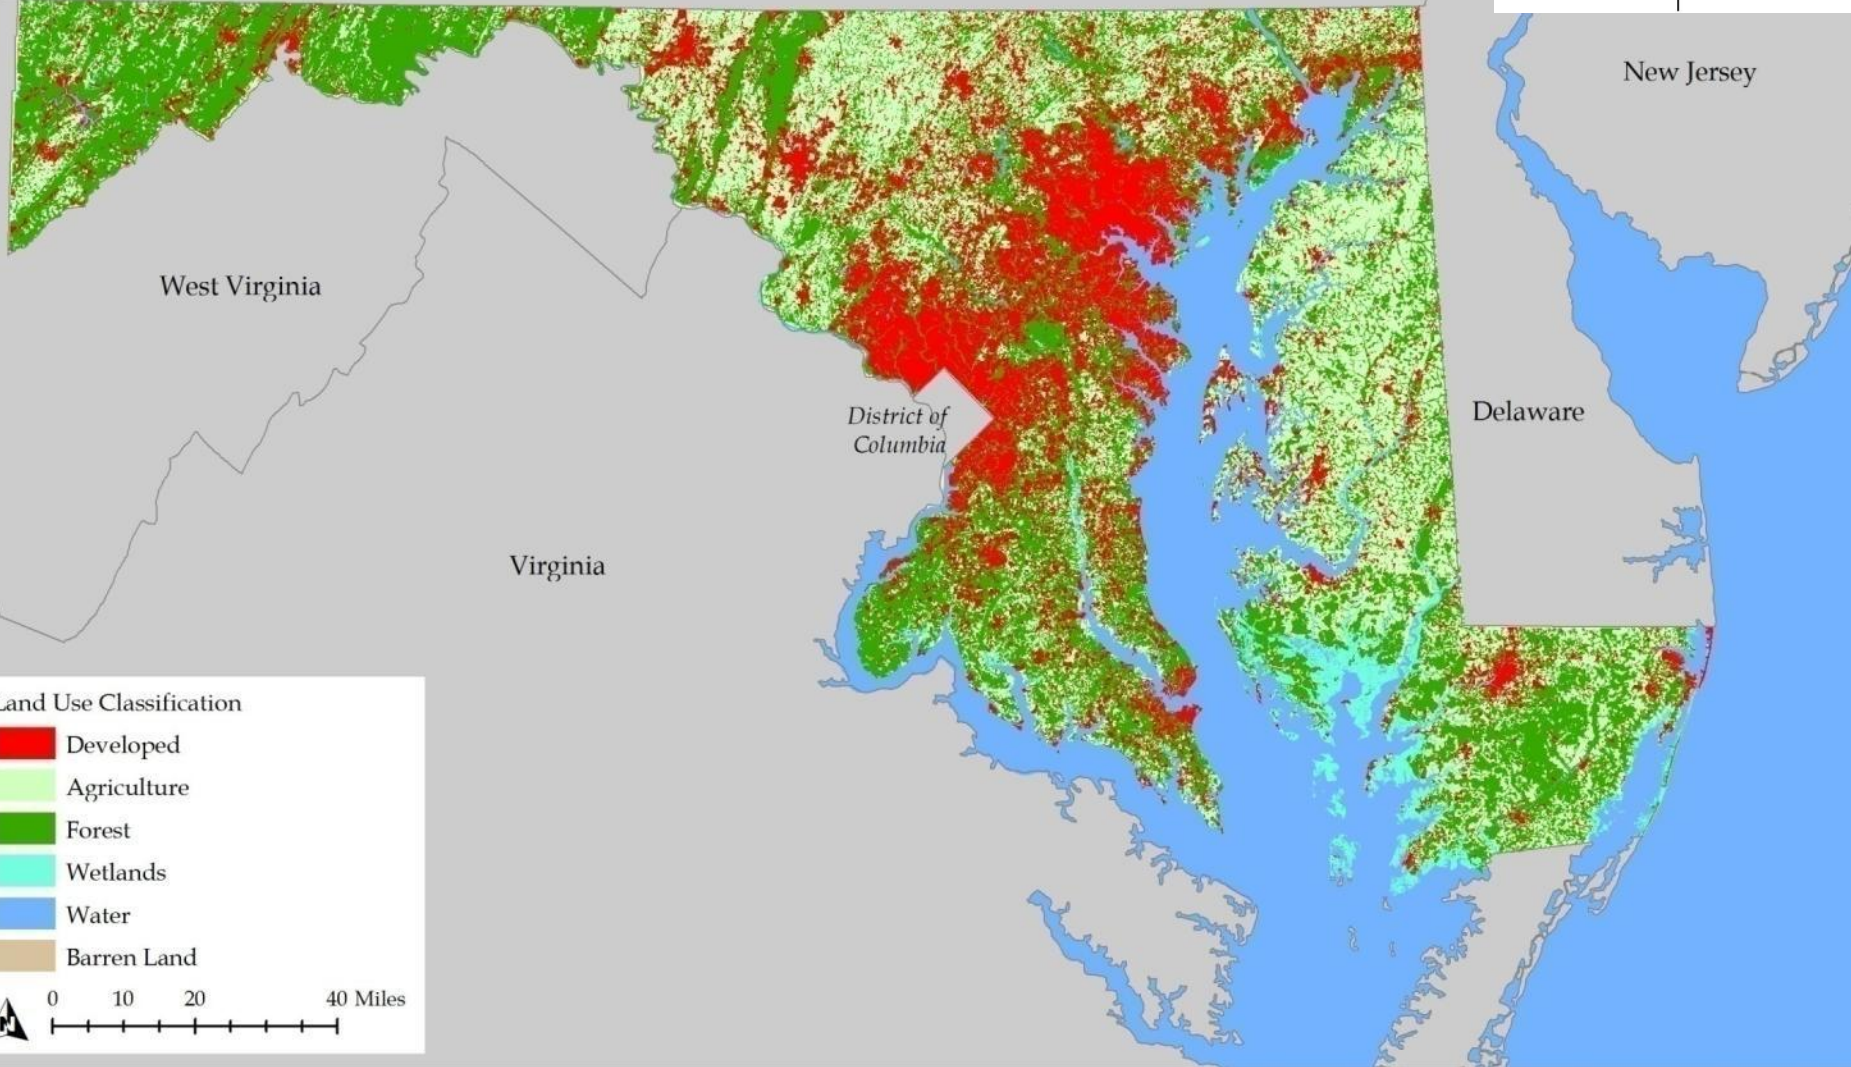 New Jersey
West Virginia
Delaware
District of
Columbia
Virginia
Land Use Classification
Developed
Agriculture
Forest
Wetlands
Water
Barren Land
0 10 20 40 Miles
N